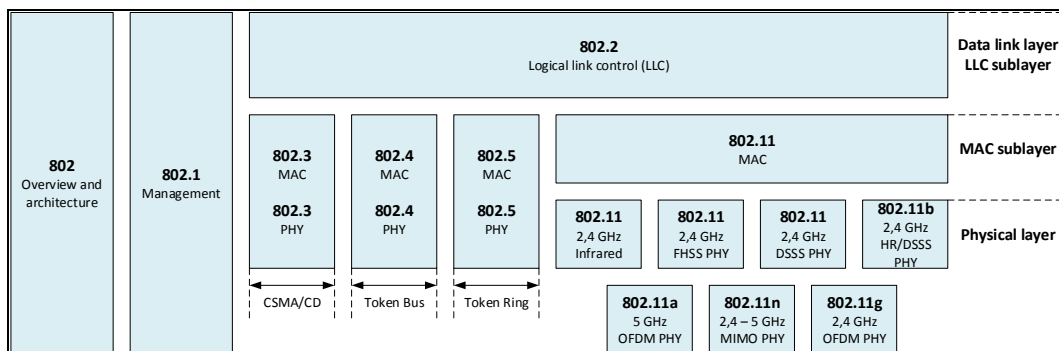 802
Overview and
architecture
802.1
Management
802.2
Logical link control (LLC)
Data link layer
LLC sublayer
802.3
MAC
802.3
PHY
802.4
MAC
802.4
PHY
802.5
MAC
802.5
PHY
802.11
MAC
MAC sublayer
802.11
2,4 GHz
Infrared
802.11
2,4 GHz
FHSS PHY
802.11
2,4 GHz
DSSS PHY
802.11b
2,4 GHz
HR/DSSS
PHY
Physical layer
CSMA/CD
Token Bus
Token Ring
802.11a
5 GHz
OFDM PHY
802.11n
2,4 – 5 GHz
MIMO PHY
802.11g
2,4 GHz
OFDM PHY